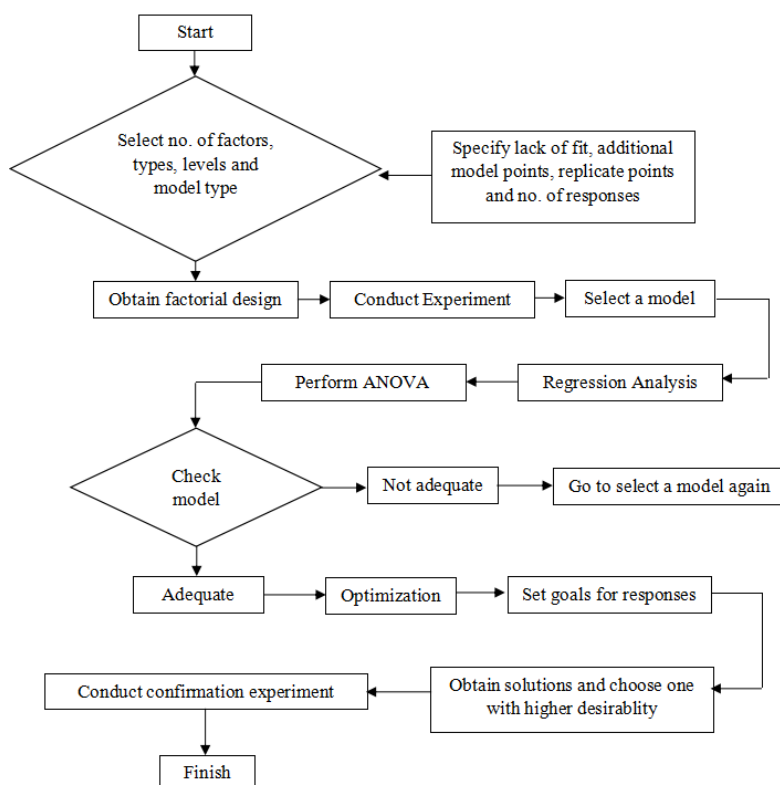 Start
Select no. of factors,
types, levels and
model type
Specify lack of fit, additional
model points, replicate points
and no. of responses
Obtain factorial design
Conduct Experiment
Select a model
Perform ANOVA
Regression Analysis
Check
model
Not adequate
Go to select a model again
Adequate
Optimization
Set goals for responses
Conduct confirmation experiment
Obtain solutions and choose one
with higher desirablity
Finish